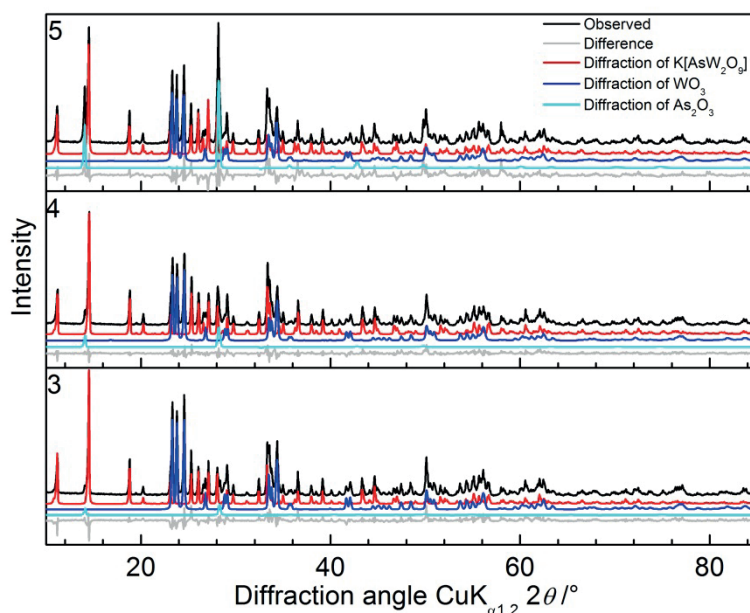 5
Observed
Difference
Diffraction of K[AsW₂O₉]
Diffraction of WO₃
Diffraction of As₂O₃
4
3
Intensity
20 40 60 80
Diffraction angle CuK_α1,2 2θ /°